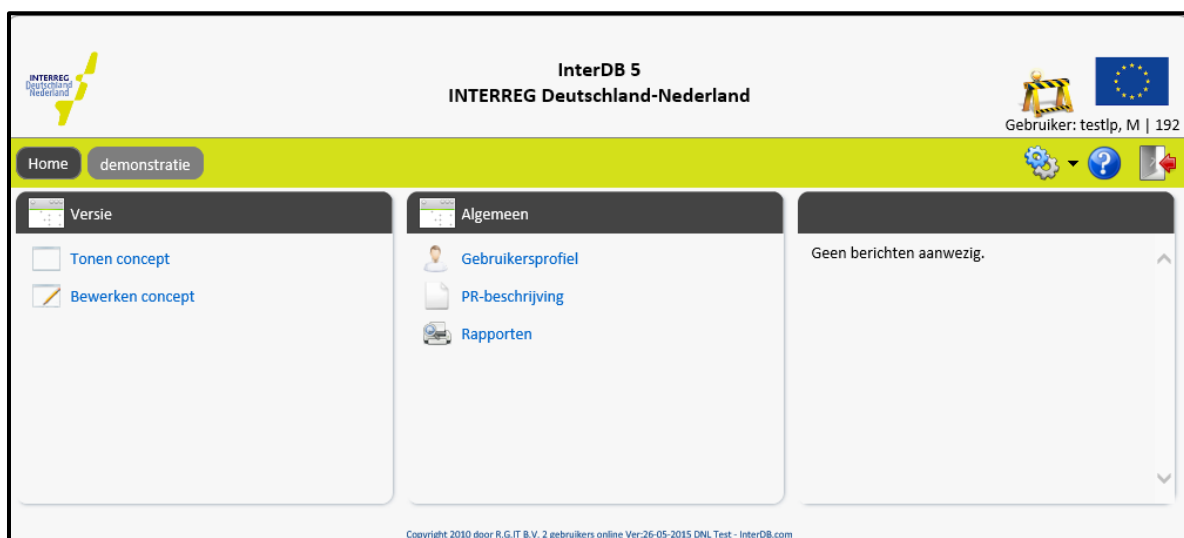 INTERREG
Deutschland
Nederland
InterDB 5
INTERREG Deutschland-Nederland
Gebruiker: testlp, M | 192
Home
demonstratie
Versie
Tonen concept
Bewerken concept
Algemeen
Gebruikersprofiel
PR-beschrijving
Rapporten
Geen berichten aanwezig.
Copyright 2010 door R.G.IT B.V. 2 gebruikers online Ver:26-05-2015 DNL Test - InterDB.com